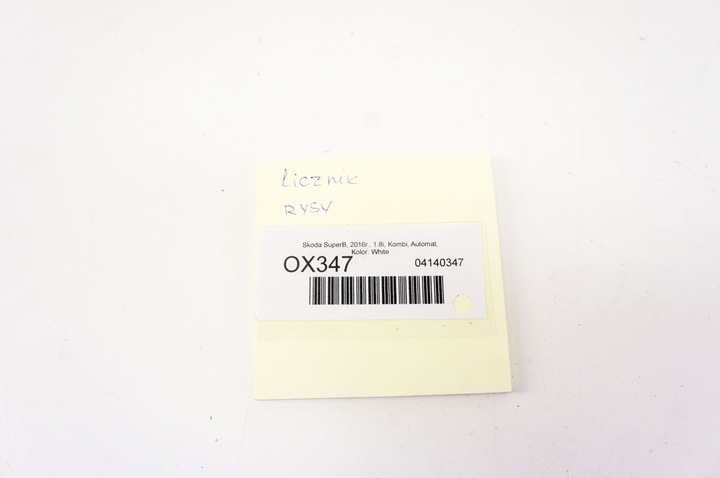 licznik
RYSY
Skoda SuperB, 2016r., 1.8i, Kombi, Automat,
Kolor: White
OX347 04140347